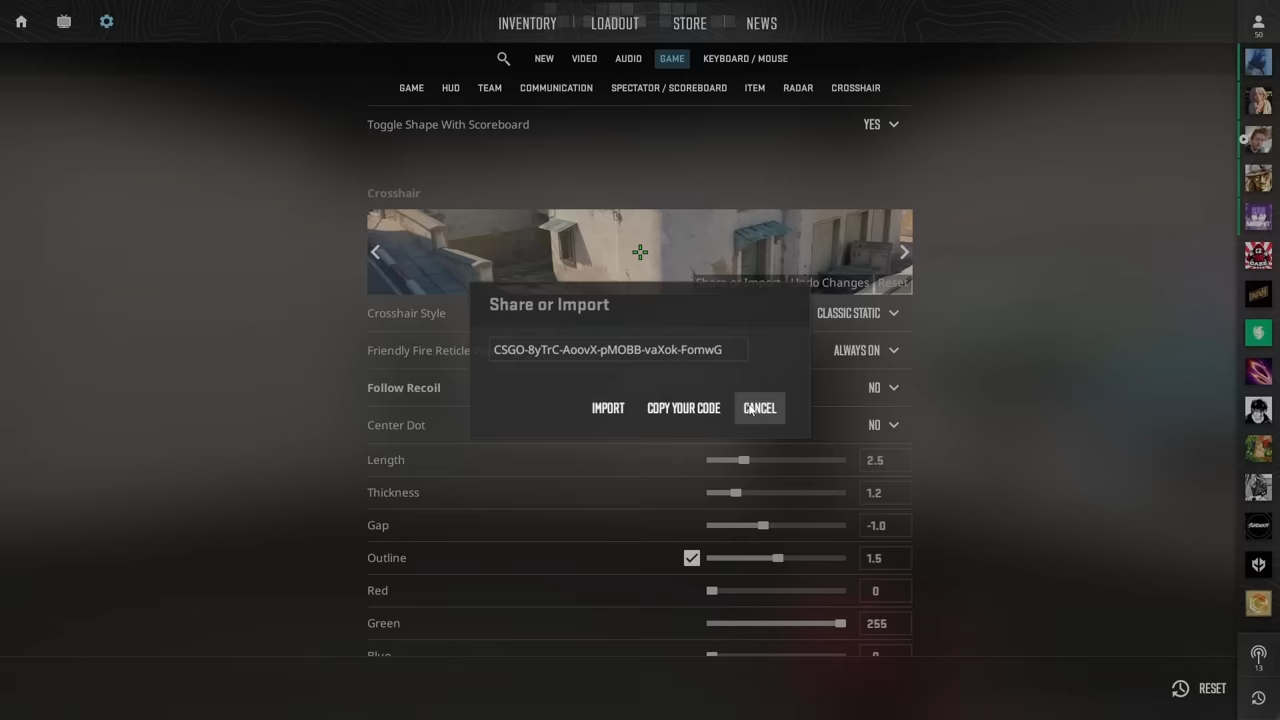 INVENTORY LOADOUT STORE NEWS
50
NEW VIDEO AUDIO GAME KEYBOARD / MOUSE
GAME HUD TEAM COMMUNICATION SPECTATOR / SCOREBOARD ITEM RADAR CROSSHAIR
Toggle Shape With Scoreboard YES
Crosshair
Share or Import Undo Changes Reset
Share or Import
Crosshair Style CLASSIC STATIC
CSGO-8yTrC-AoovX-pMOBB-vaXok-FomwG
Friendly Fire Reticle ALWAYS ON
Follow Recoil NO
IMPORT COPY YOUR CODE CANCEL
Center Dot NO
Length 2.5
Thickness 1.2
Gap -1.0
Outline 1.5
Red 0
Green 255
Blue 0
13
RESET